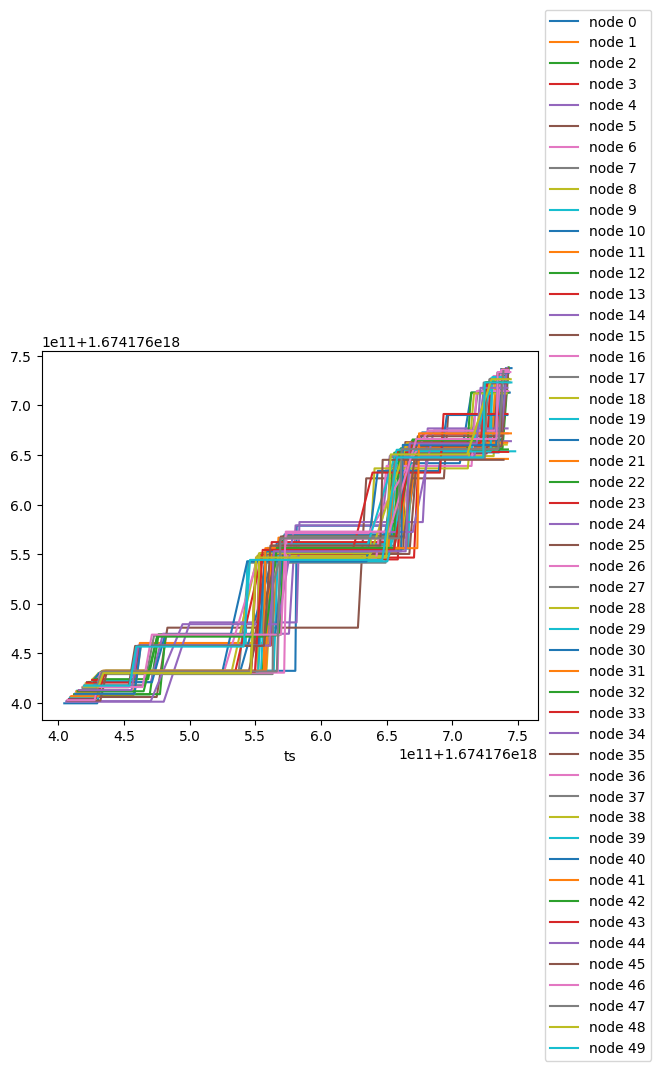 1e11+1.674176e18
7.5
7.0
6.5
6.0
5.5
5.0
4.5
4.0
4.0 4.5 5.0 5.5 6.0 6.5 7.0 7.5
ts
1e11+1.674176e18
node 0
node 1
node 2
node 3
node 4
node 5
node 6
node 7
node 8
node 9
node 10
node 11
node 12
node 13
node 14
node 15
node 16
node 17
node 18
node 19
node 20
node 21
node 22
node 23
node 24
node 25
node 26
node 27
node 28
node 29
node 30
node 31
node 32
node 33
node 34
node 35
node 36
node 37
node 38
node 39
node 40
node 41
node 42
node 43
node 44
node 45
node 46
node 47
node 48
node 49